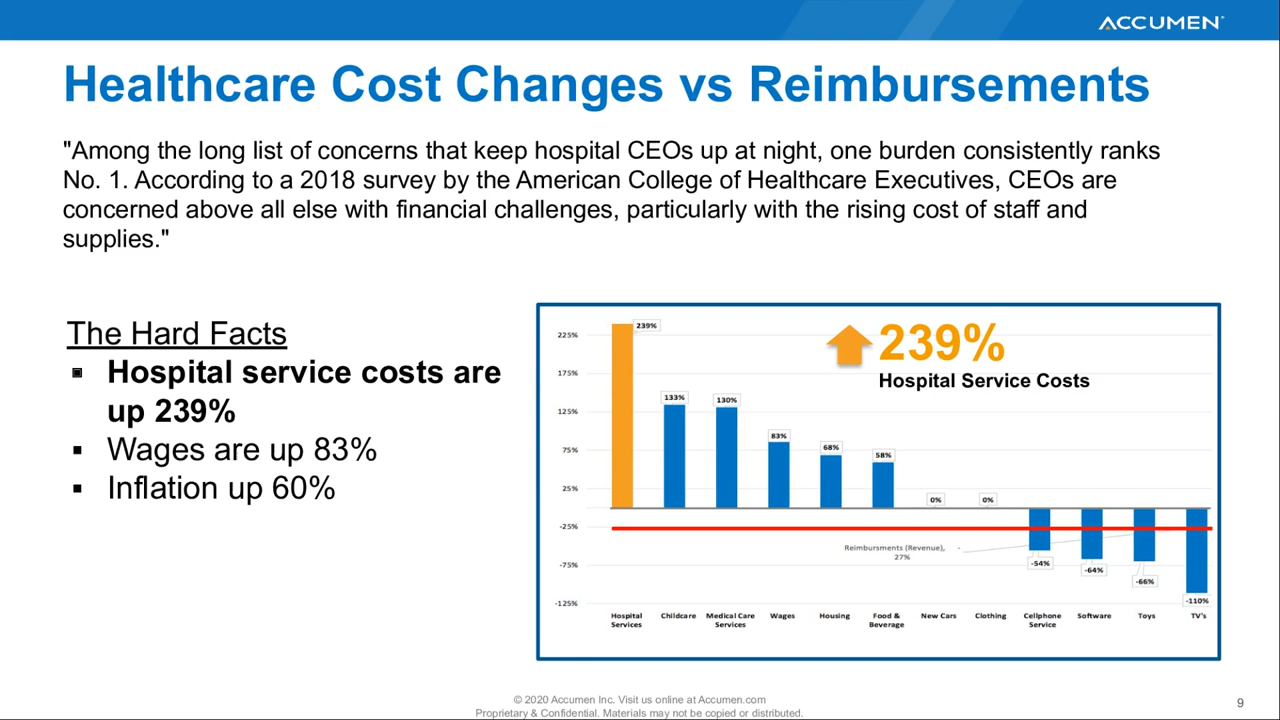 ACCUMEN
Healthcare Cost Changes vs Reimbursements
"Among the long list of concerns that keep hospital CEOs up at night, one burden consistently ranks
No. 1. According to a 2018 survey by the American College of Healthcare Executives, CEOs are
concerned above all else with financial challenges, particularly with the rising cost of staff and
supplies."
The Hard Facts
▪ Hospital service costs are
up 239%
▪ Wages are up 83%
▪ Inflation up 60%
239%
Hospital Service Costs
225%
175%
125%
75%
25%
-25%
-75%
-125%
239%
133%
130%
83%
68%
58%
0%
0%
-54%
-64%
-66%
-110%
Reimbursments (Revenue), -
27%
Hospital
Services
Childcare
Medical Care
Services
Wages
Housing
Food &
Beverage
New Cars
Clothing
Cellphone
Service
Software
Toys
TV's
© 2020 Accumen Inc. Visit us online at Accumen.com
Proprietary & Confidential. Materials may not be copied or distributed.
9